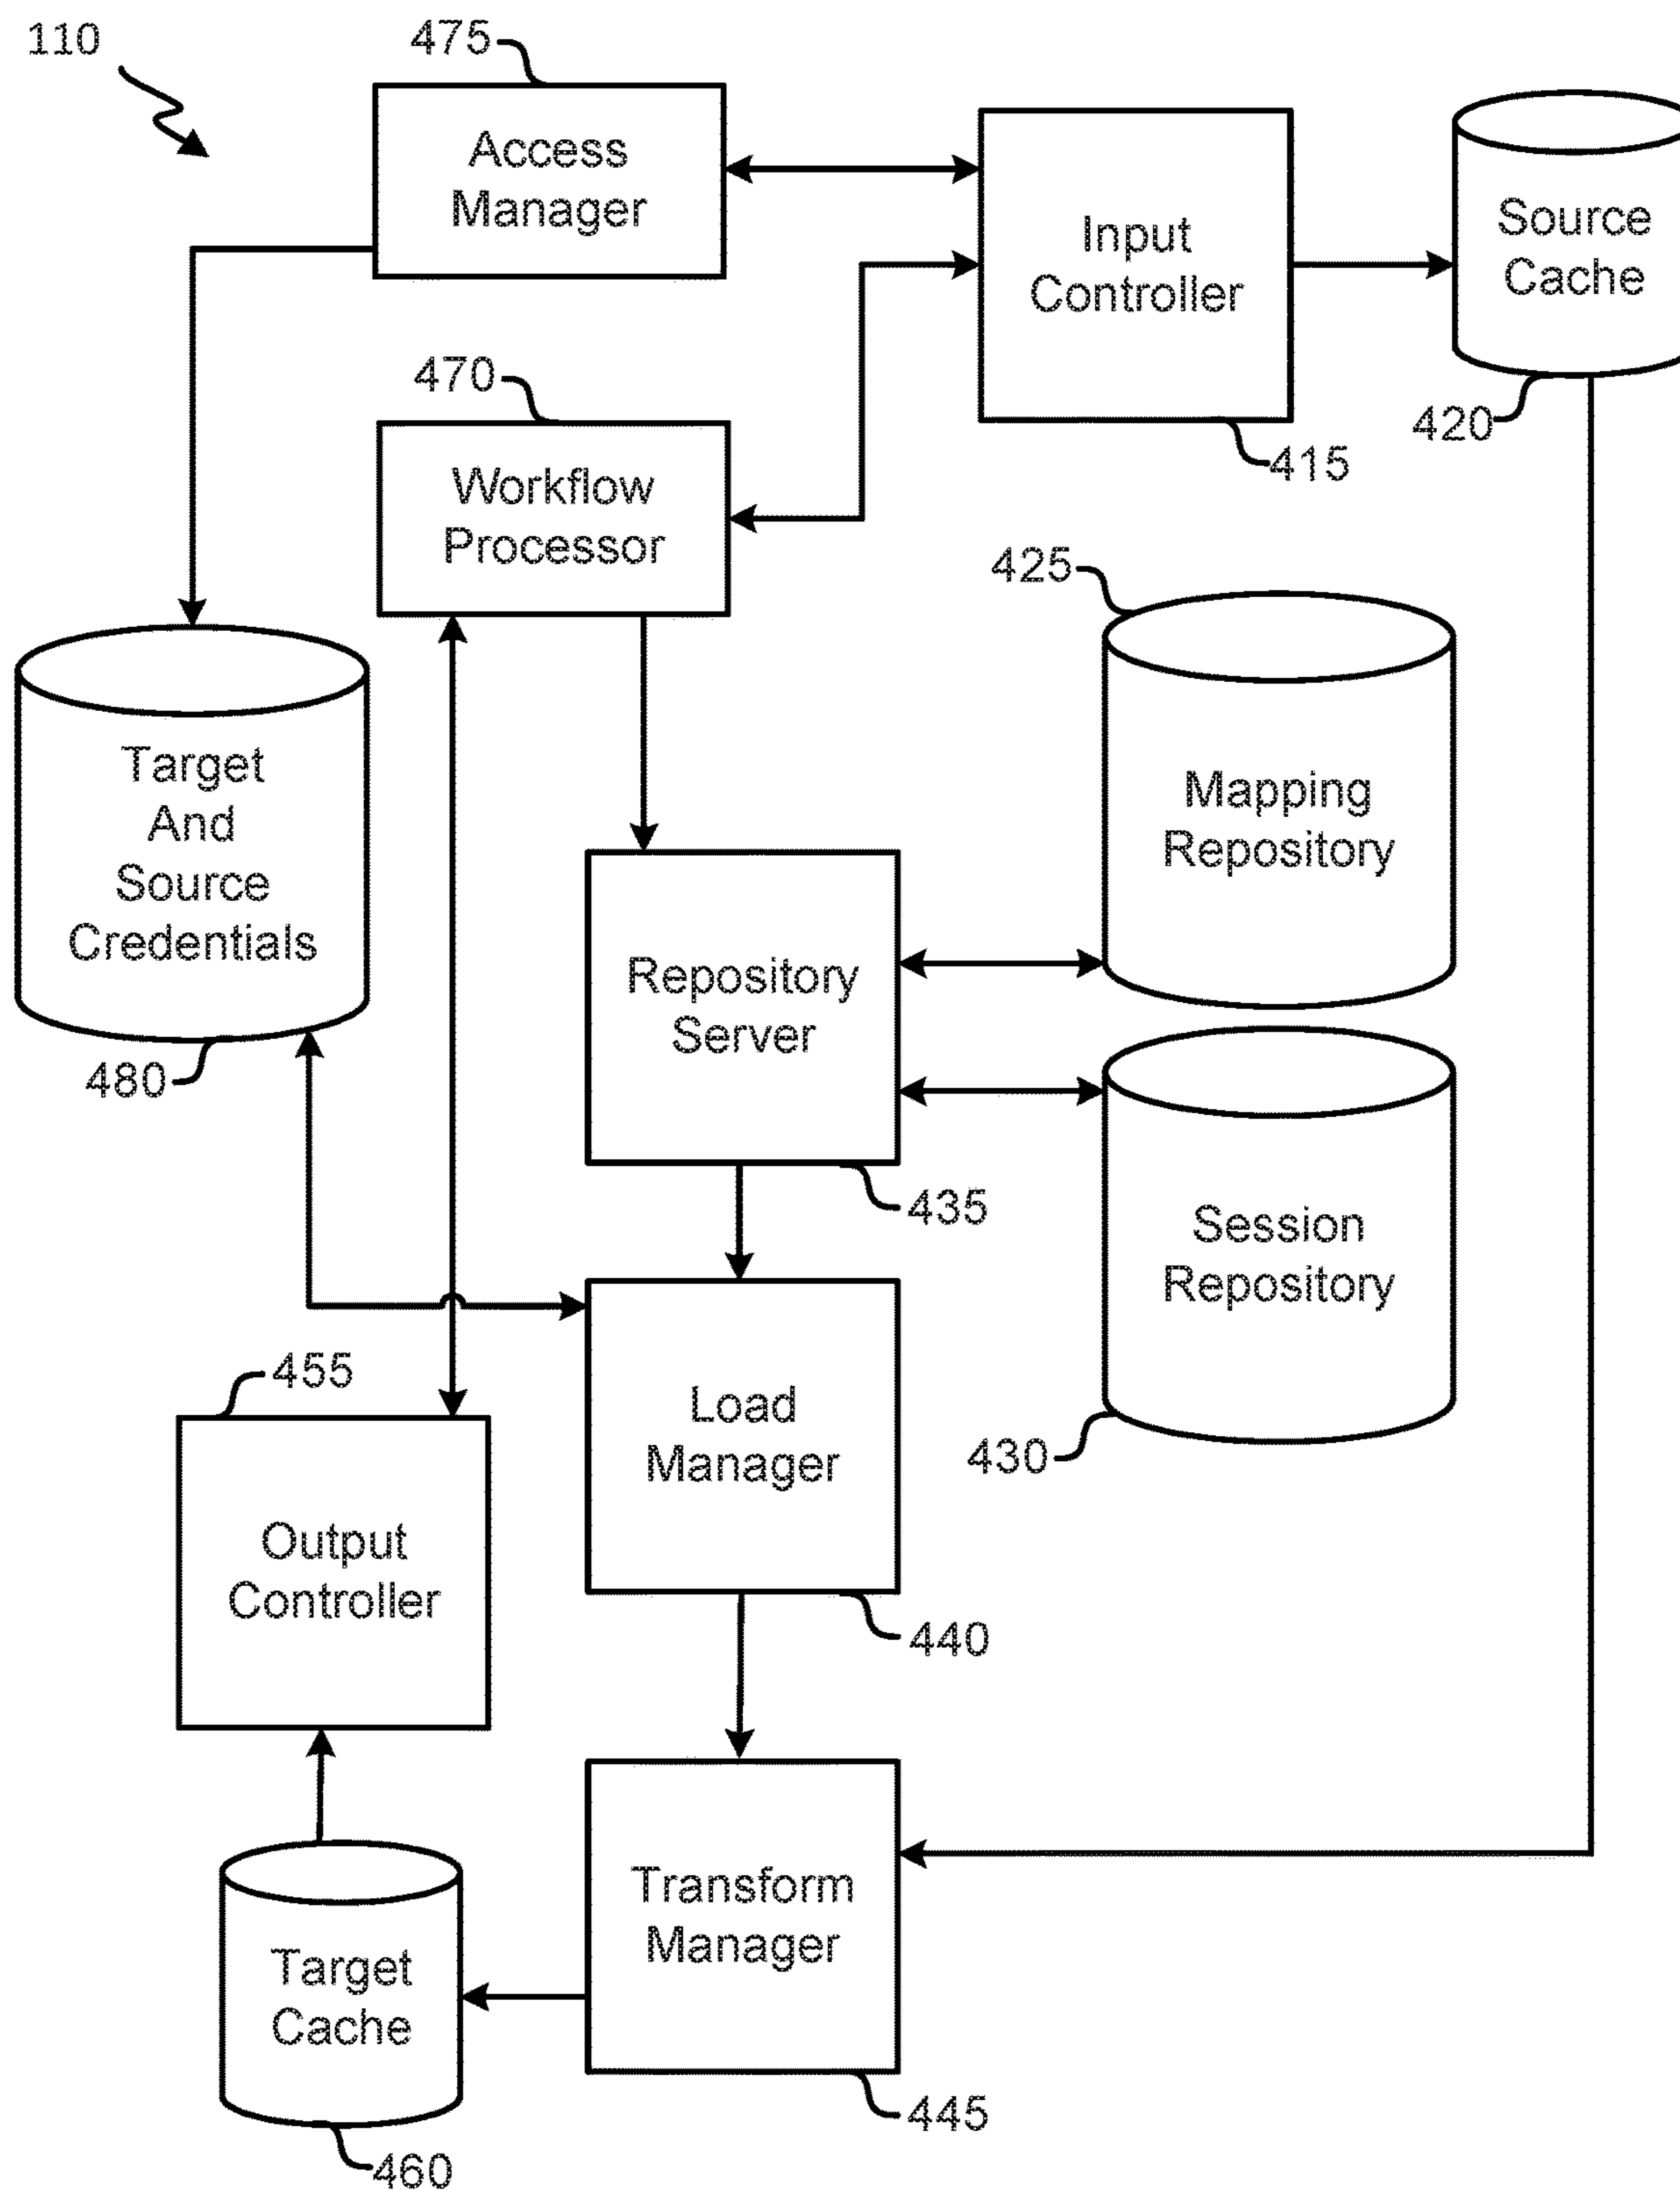 110
475
Access
Manager
Input
Controller
415
Source
Cache
420
470
Workflow
Processor
425
Mapping
Repository
Target
And
Source
Credentials
480
Repository
Server
435
Session
Repository
430
455
Output
Controller
Load
Manager
440
Transform
Manager
445
Target
Cache
460